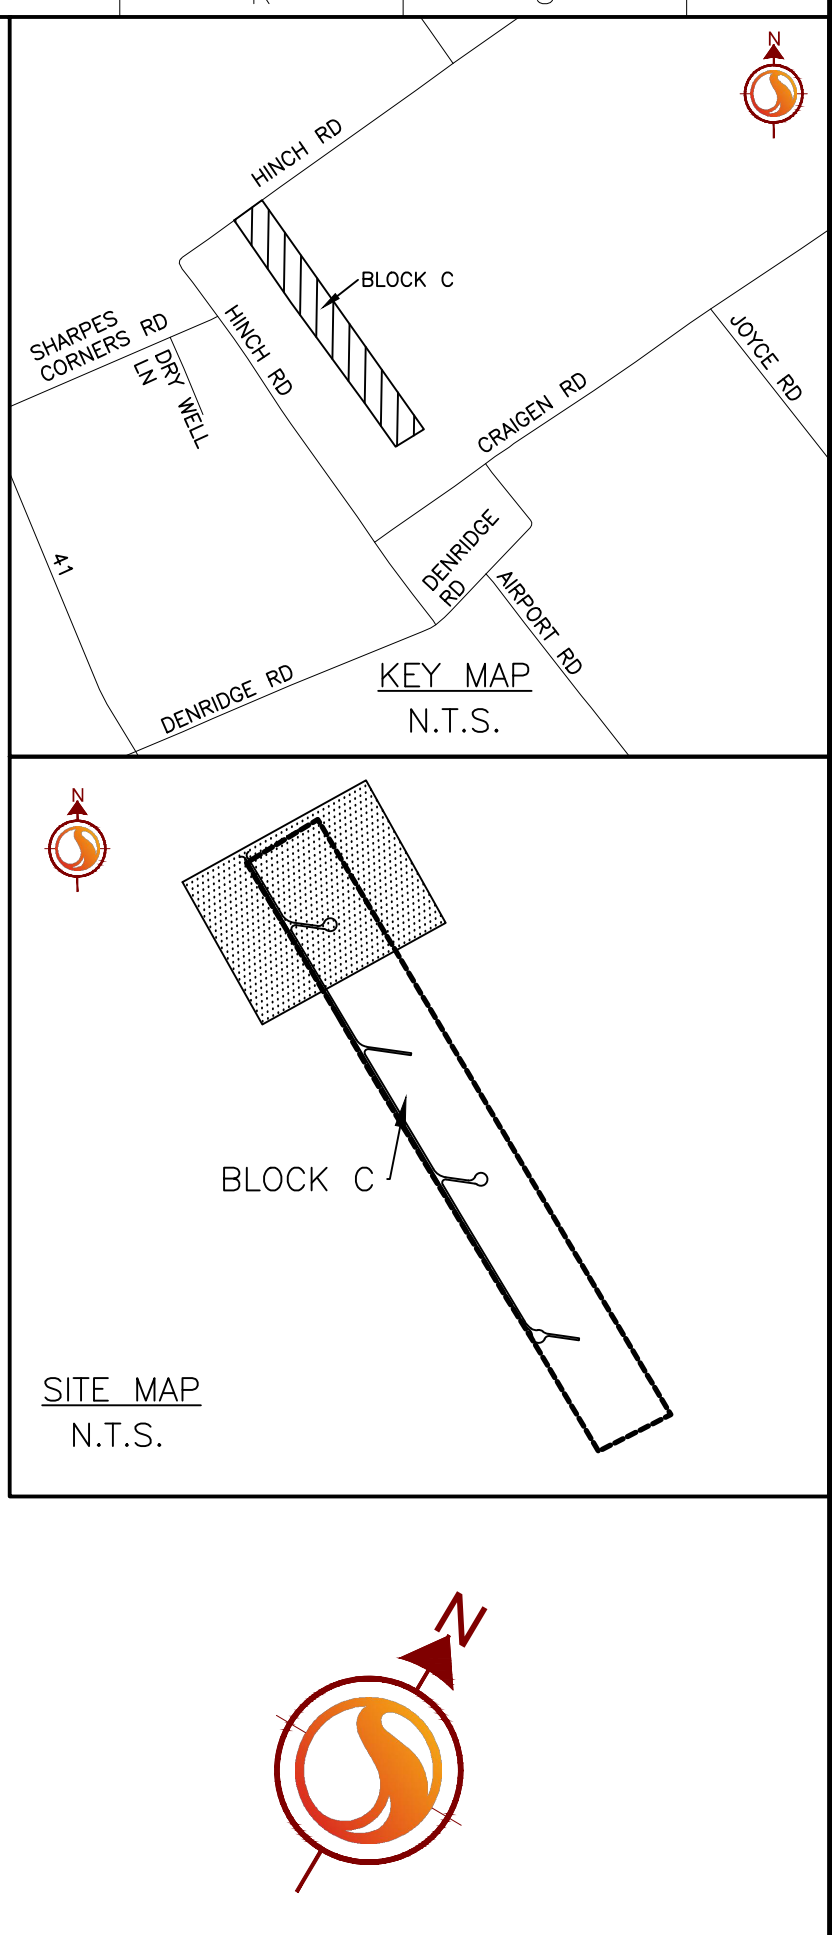 N
HINCH RD
BLOCK C
SHARPES
CORNERS RD
HINCH RD
DRY WELL
LN
JOYCE RD
CRAIGEN RD
41
DENRIDGE
RD
AIRPORT RD
DENRIDGE RD
KEY MAP
N.T.S.
N
BLOCK C
SITE MAP
N.T.S.
N